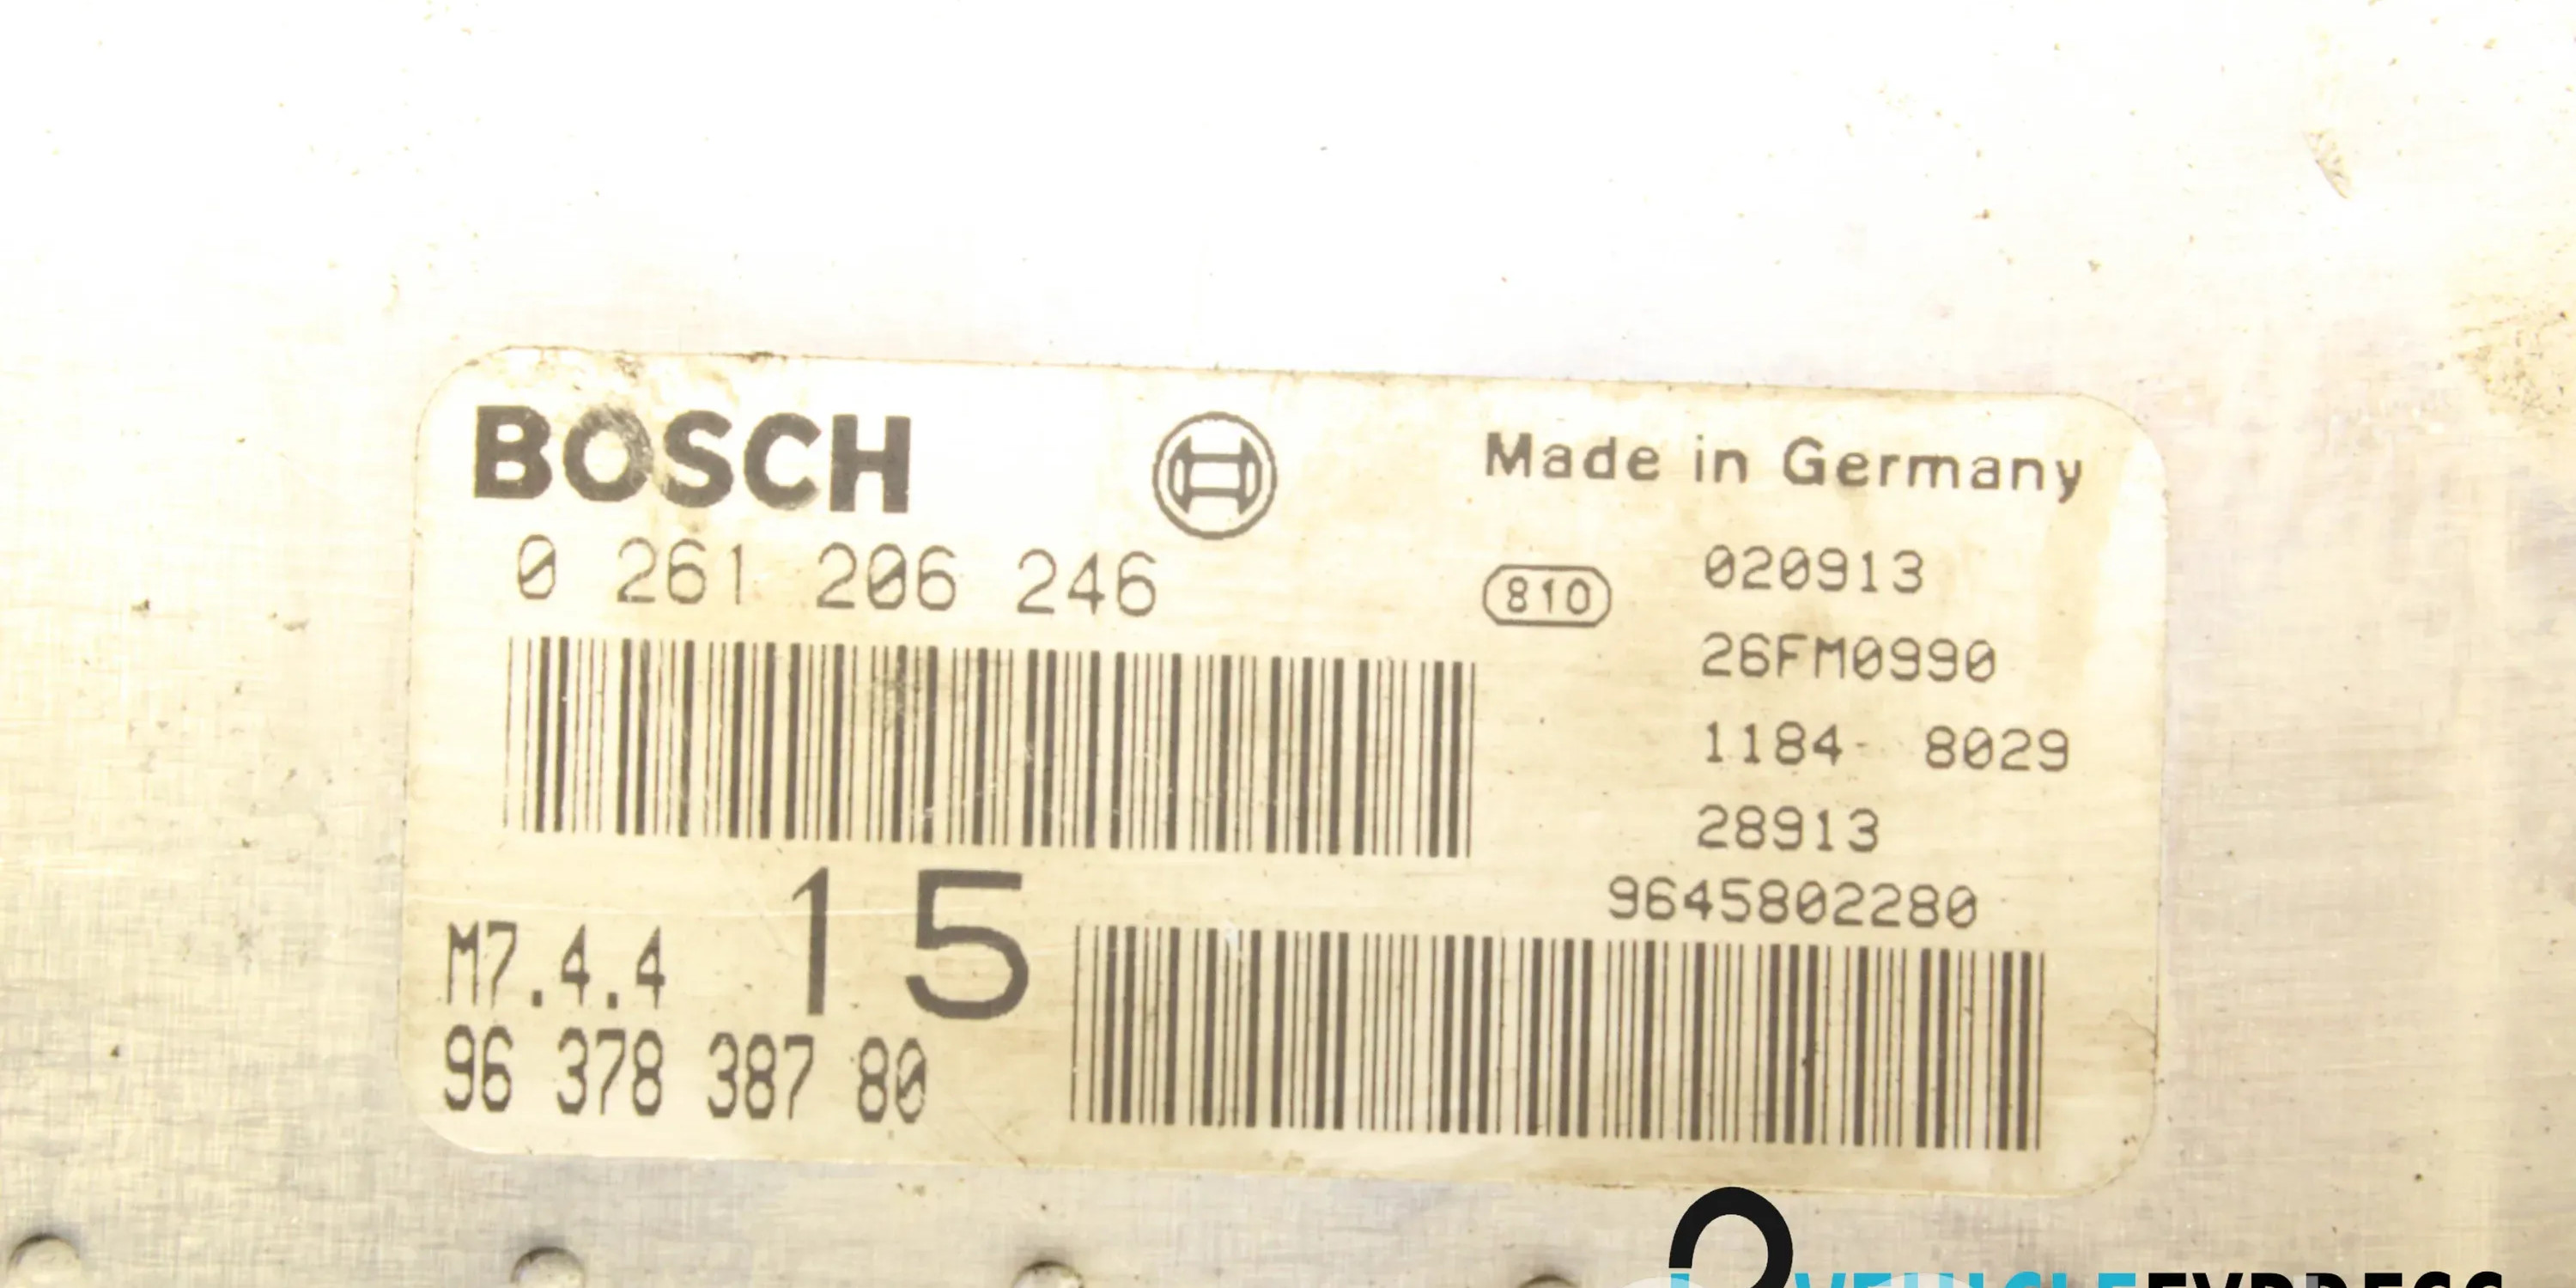 BOSCH
Made in Germany
0 261 206 246
810
020913
26FM0990
1184- 8029
28913
9645802280
15
M7.4.4
96 378 387 80
VEHICLEEXPRESS